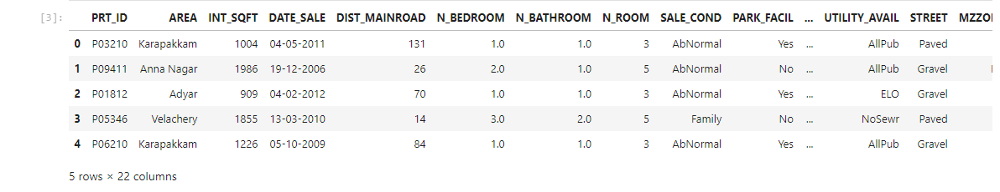 [3]: PRT_ID AREA INT_SQFT DATE_SALE DIST_MAINROAD N_BEDROOM N_BATHROOM N_ROOM SALE_COND PARK_FACIL ... UTILITY_AVAIL STREET MZZO
0 P03210 Karapakkam 1004 04-05-2011 131 1.0 1.0 3 AbNormal Yes ... AllPub Paved
1 P09411 Anna Nagar 1986 19-12-2006 26 2.0 1.0 5 AbNormal No ... AllPub Gravel
2 P01812 Adyar 909 04-02-2012 70 1.0 1.0 3 AbNormal Yes ... ELO Gravel
3 P05346 Velachery 1855 13-03-2010 14 3.0 2.0 5 Family No ... NoSewr Paved
4 P06210 Karapakkam 1226 05-10-2009 84 1.0 1.0 3 AbNormal Yes ... AllPub Gravel
5 rows × 22 columns